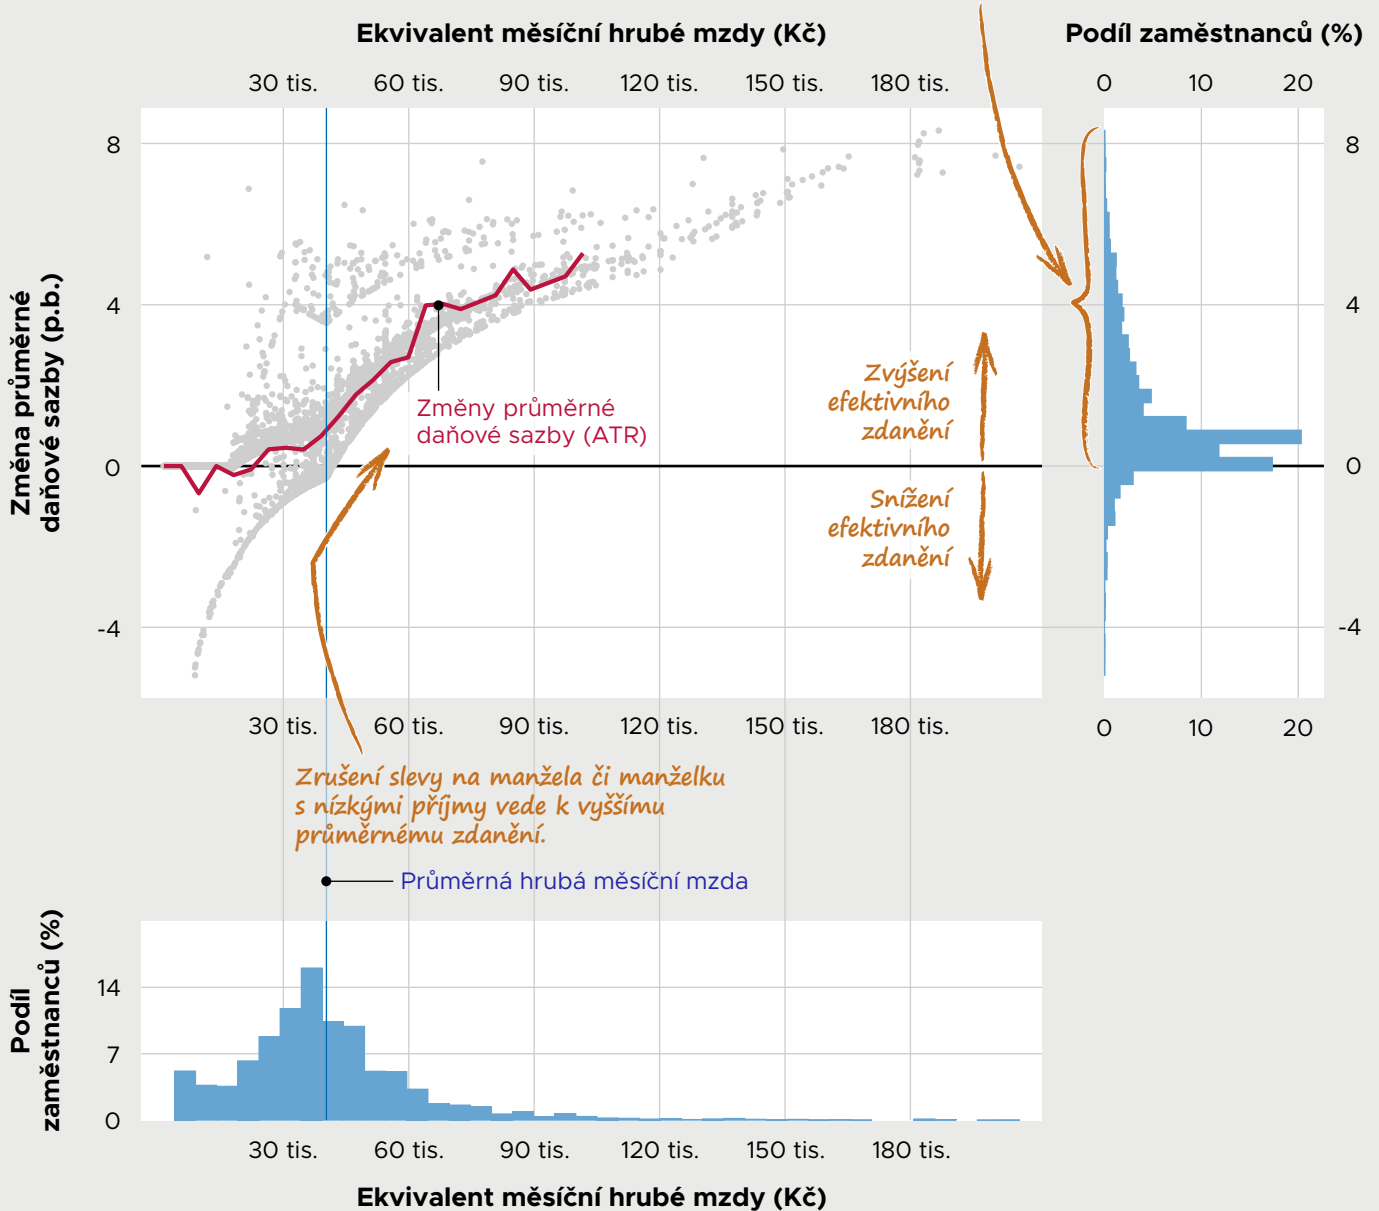 Ekvivalent měsíční hrubé mzdy (Kč)
Podíl zaměstnanců (%)
30 tis. 60 tis. 90 tis. 120 tis. 150 tis. 180 tis.
0 10 20
Změna průměrné
daňové sazby (p.b.)
8
4
0
-4
8
4
0
-4
Změny průměrné
daňové sazby (ATR)
Zvýšení
efektivního
zdanění
Snížení
efektivního
zdanění
30 tis. 60 tis. 90 tis. 120 tis. 150 tis. 180 tis.
0 10 20
Zrušení slevy na manžela či manželku
s nízkými příjmy vede k vyššímu
průměrnému zdanění.
Průměrná hrubá měsíční mzda
Podíl
zaměstnanců (%)
14
7
0
30 tis. 60 tis. 90 tis. 120 tis. 150 tis. 180 tis.
Ekvivalent měsíční hrubé mzdy (Kč)